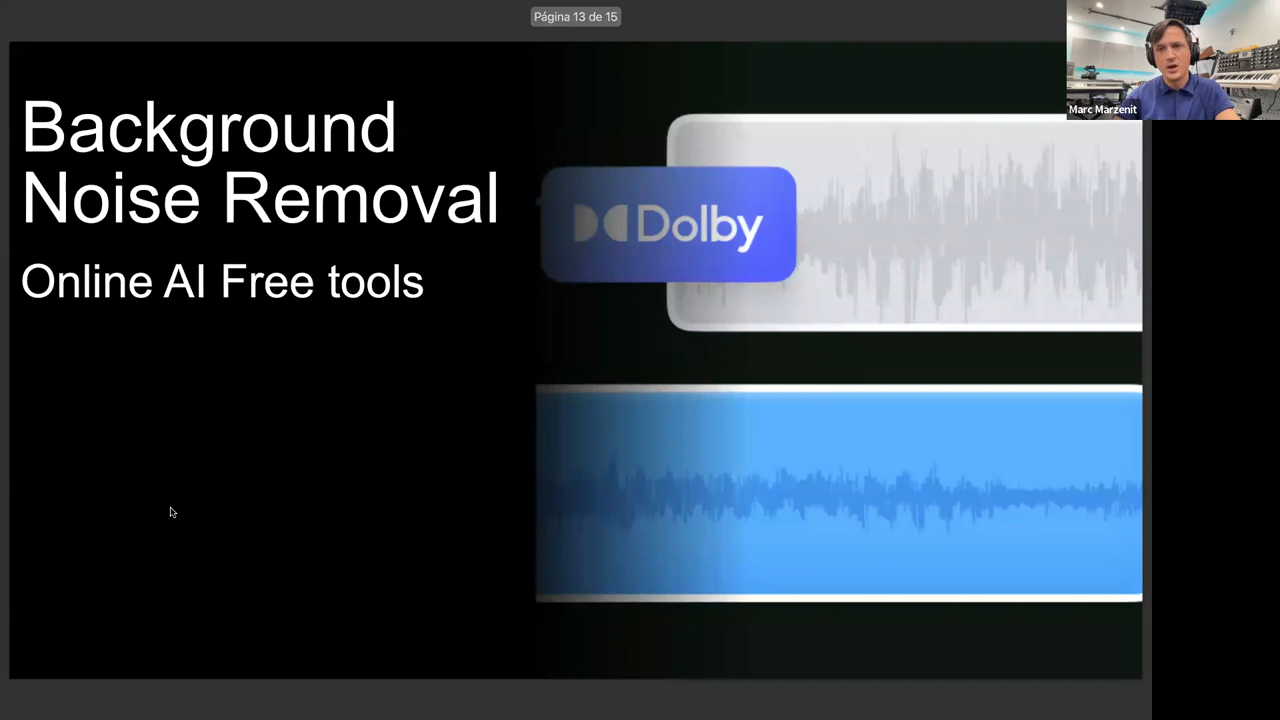 Página 13 de 15
Marc Marzenit
Background
Noise Removal
Online AI Free tools
Dolby